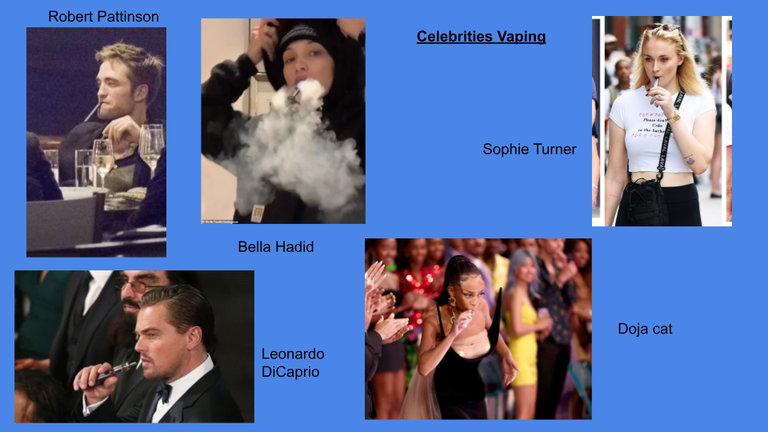 Robert Pattinson
Celebrities Vaping
Sophie Turner
Bella Hadid
Leonardo
DiCaprio
Doja cat